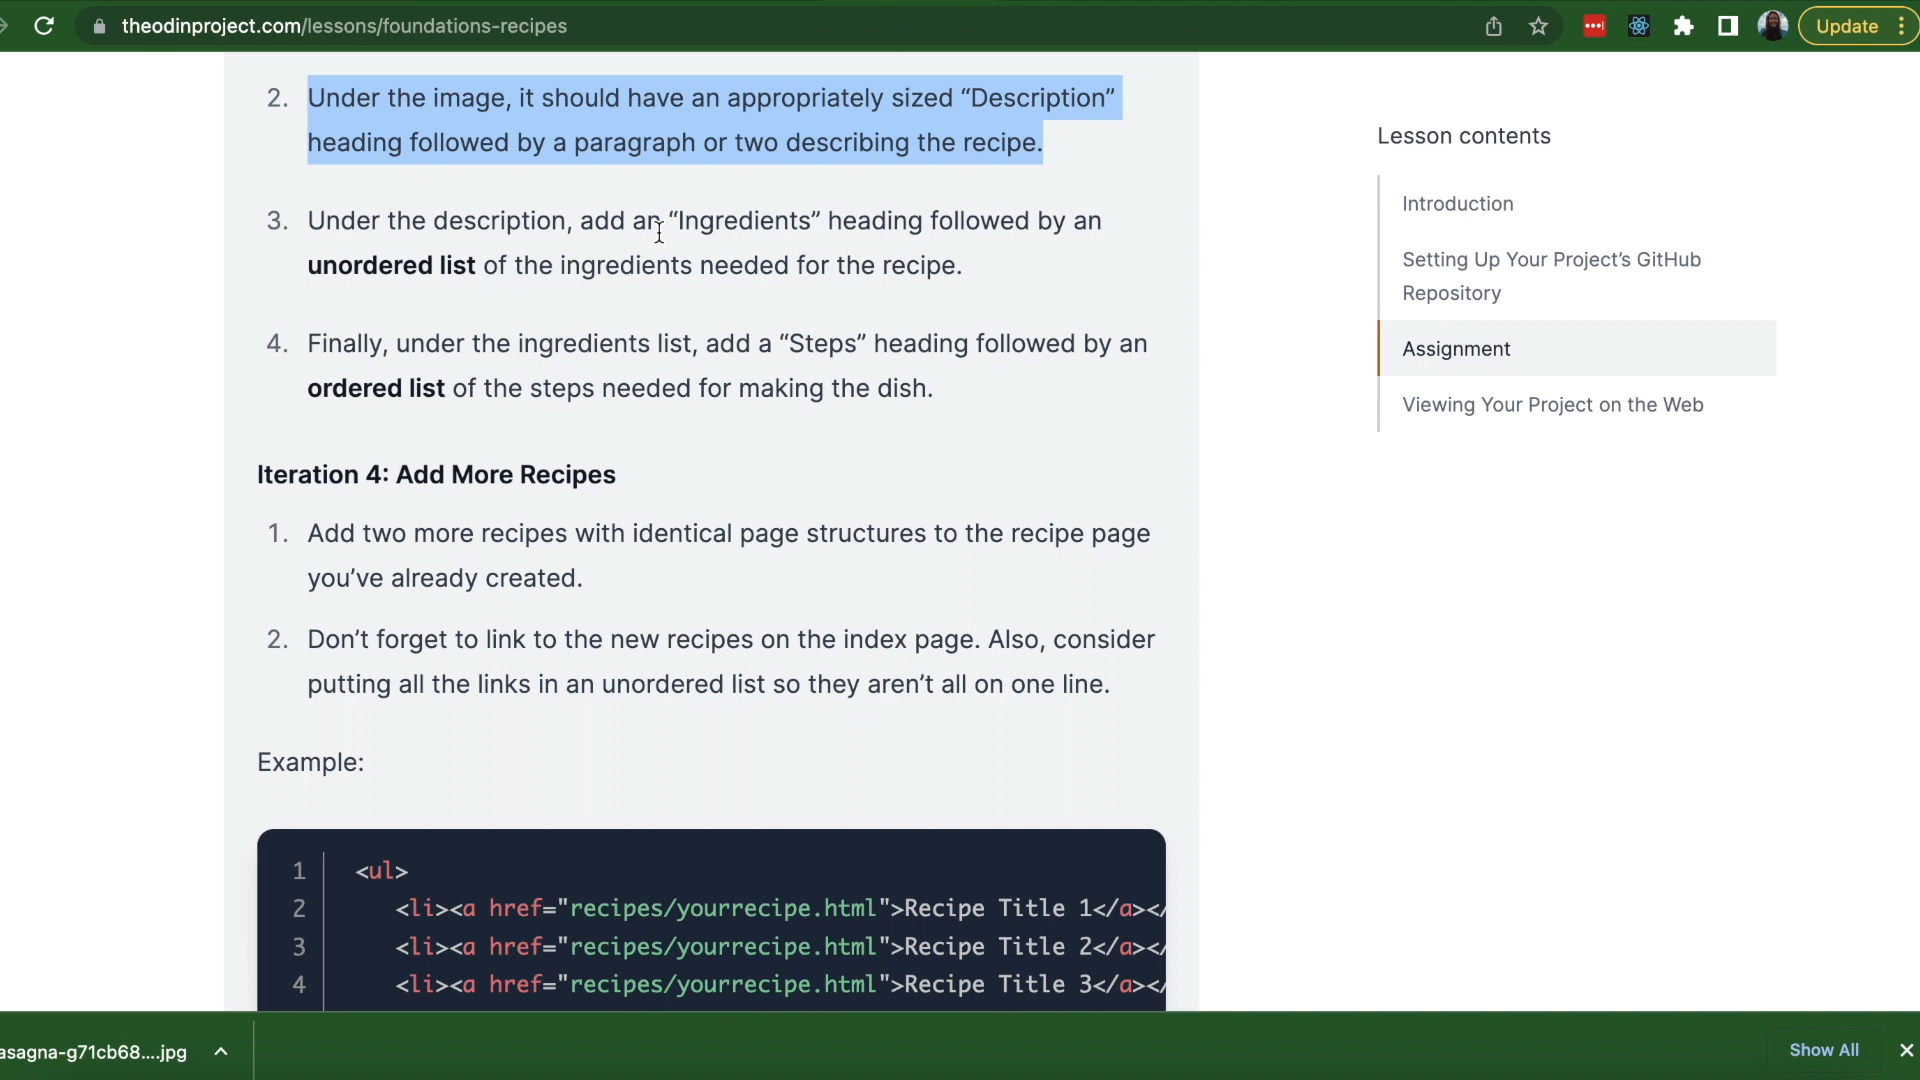 theodinproject.com/lessons/foundations-recipes
Update
2. Under the image, it should have an appropriately sized “Description”
heading followed by a paragraph or two describing the recipe.
3. Under the description, add an “Ingredients” heading followed by an
unordered list of the ingredients needed for the recipe.
4. Finally, under the ingredients list, add a “Steps” heading followed by an
ordered list of the steps needed for making the dish.
Iteration 4: Add More Recipes
1. Add two more recipes with identical page structures to the recipe page
you’ve already created.
2. Don’t forget to link to the new recipes on the index page. Also, consider
putting all the links in an unordered list so they aren’t all on one line.
Example:
1 <ul>
2 <li><a href="recipes/yourrecipe.html">Recipe Title 1</a></
3 <li><a href="recipes/yourrecipe.html">Recipe Title 2</a></
4 <li><a href="recipes/yourrecipe.html">Recipe Title 3</a></
Lesson contents
Introduction
Setting Up Your Project’s GitHub
Repository
Assignment
Viewing Your Project on the Web
asagna-g71cb68....jpg
Show All